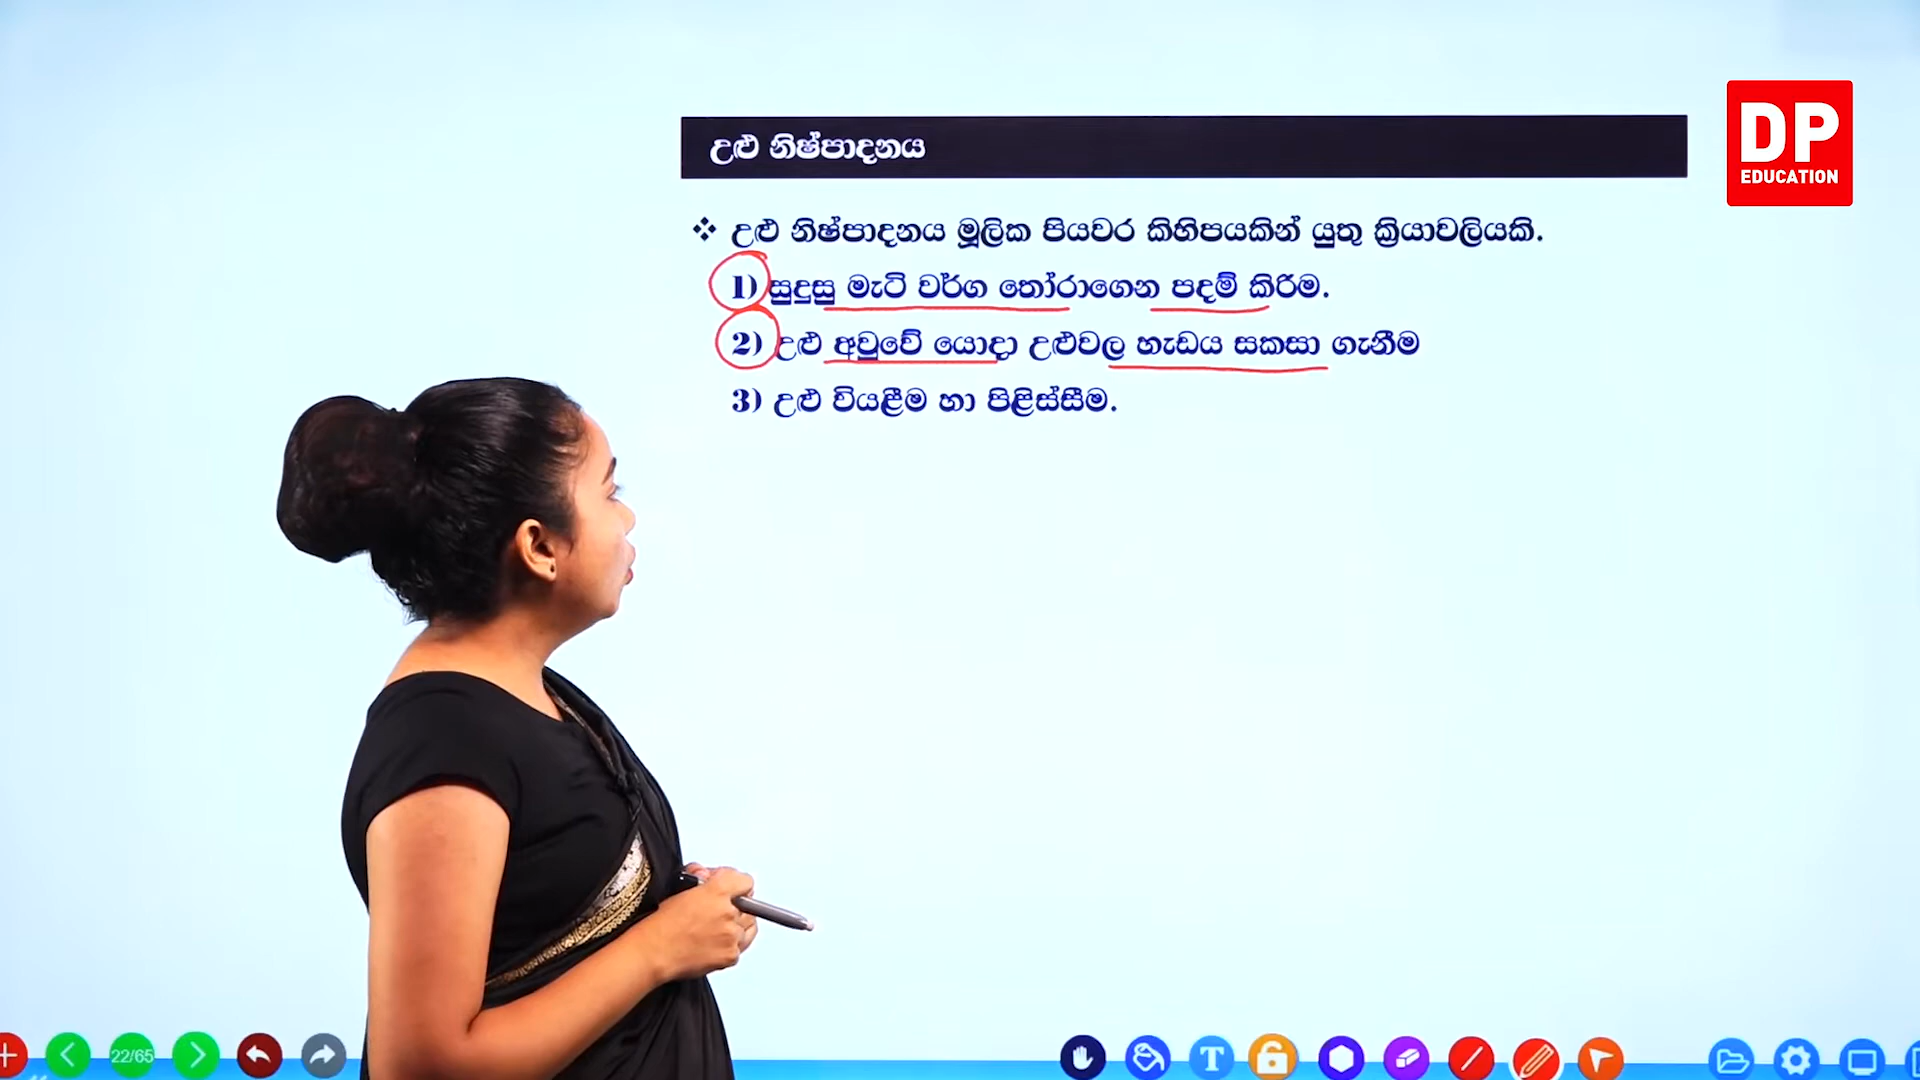 DP
EDUCATION
උළු නිෂ්පාදනය
❖ උළු නිෂ්පාදනය මූලික පියවර කිහිපයකින් යුතු ක්‍රියාවලියකි.
1) සුදුසු මැටි වර්ග තෝරාගෙන පදම් කිරීම.
2) උළු අච්චුවේ යොදා උළුවල හැඩය සකසා ගැනීම
3) උළු වියළීම හා පිළිස්සීම.
22/65
T